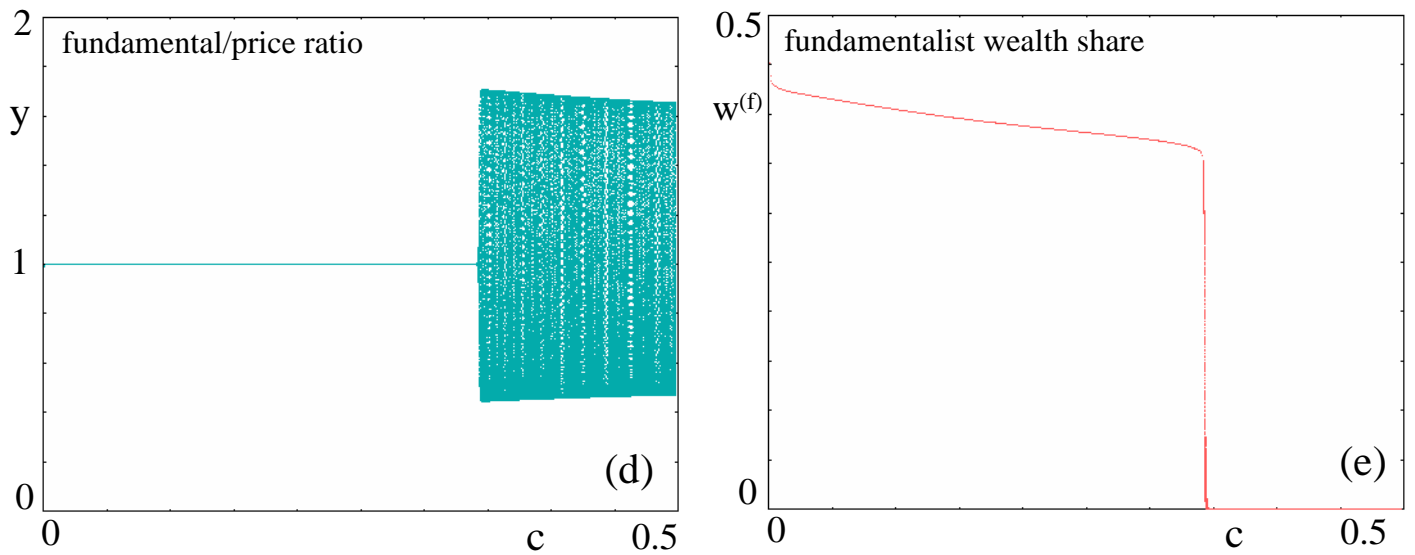 2
fundamental/price ratio
y
1
0
(d)
0
c
0.5
0.5
fundamentalist wealth share
w(f)
0
(e)
0
c
0.5